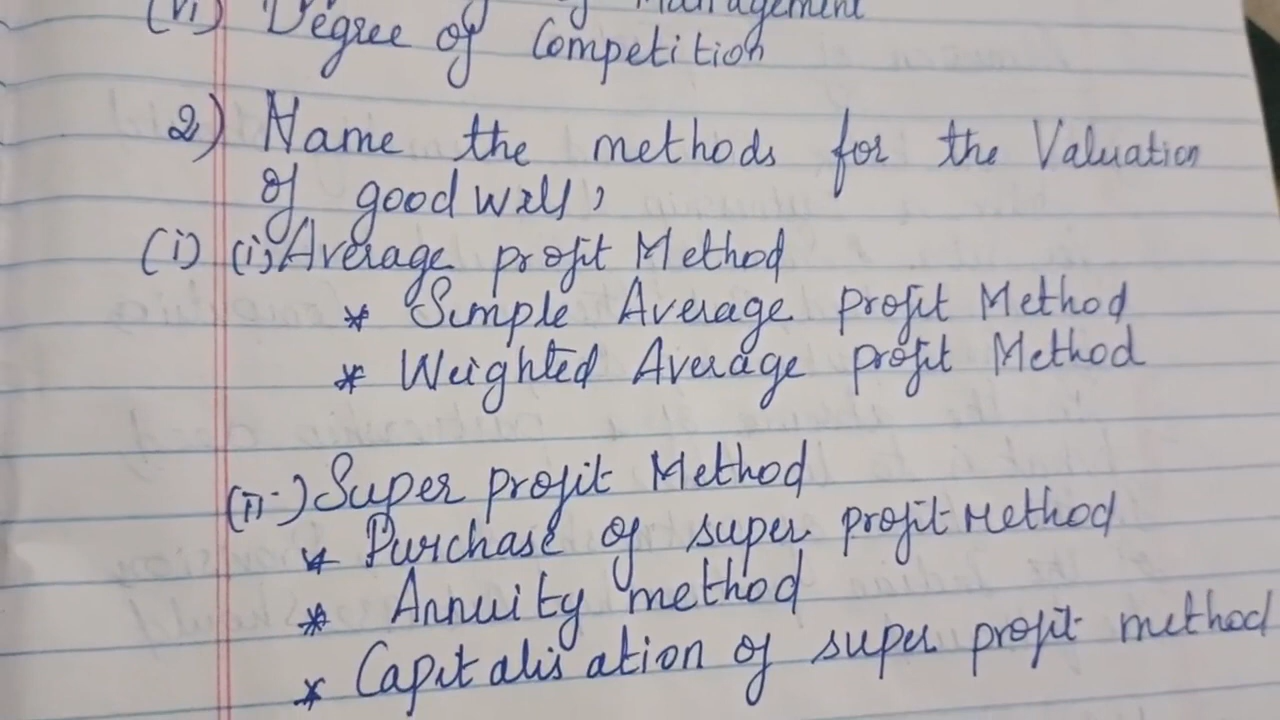 (vi) Degree of Management
Competition
2) Name the methods for the Valuation
of goodwill,
(i) (i) Average profit Method
* Simple Average profit Method
* Weighted Average profit Method
(ii) Super profit Method
* Purchase of super profit Method
* Annuity method
* Capitalisation of super profit method